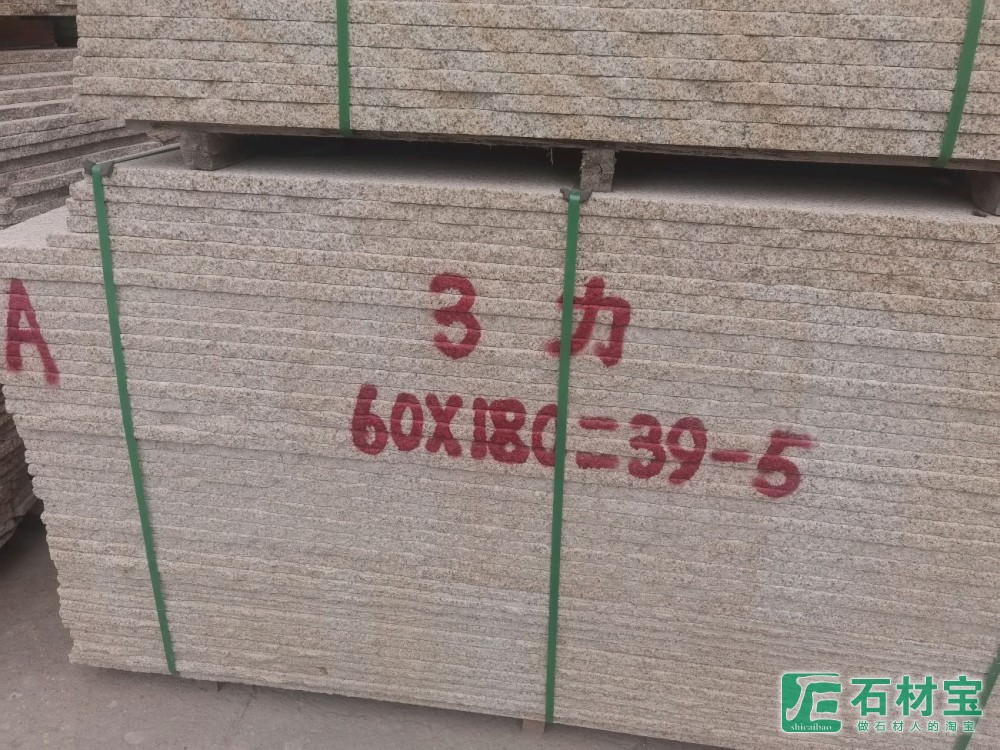 3 力
A
60X180=39-5
石材宝
shicaibao
做石材人的淘宝